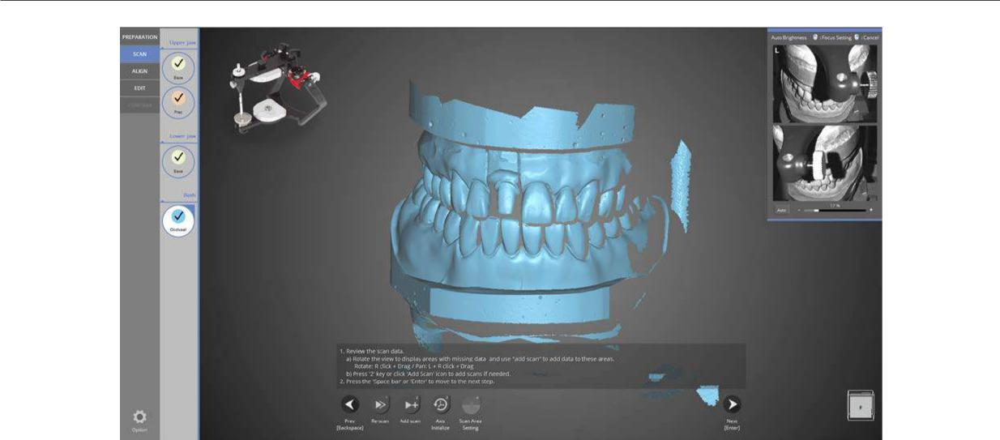 PREPARATION
SCAN
ALIGN
EDIT
Upper jaw
Base
Prep
Lower jaw
Base
Both
Occlusal
Auto Brightness :Focus Setting :Cancel
L
Auto - 17 % +
1. Review the scan data.
a) Rotate the view to display areas with missing data and use "add scan" to add data to these areas.
Rotate: R click + Drag / Pan: L + R click + Drag
b) Press '2' key or click 'Add Scan' icon to add scans if needed.
2. Press the 'Space bar' or 'Enter' to move to the next step.
Prev
[Backspace]
Re-scan
Add scan
Axis
Initialize
Scan Area
Setting
Next
[Enter]
Option
F